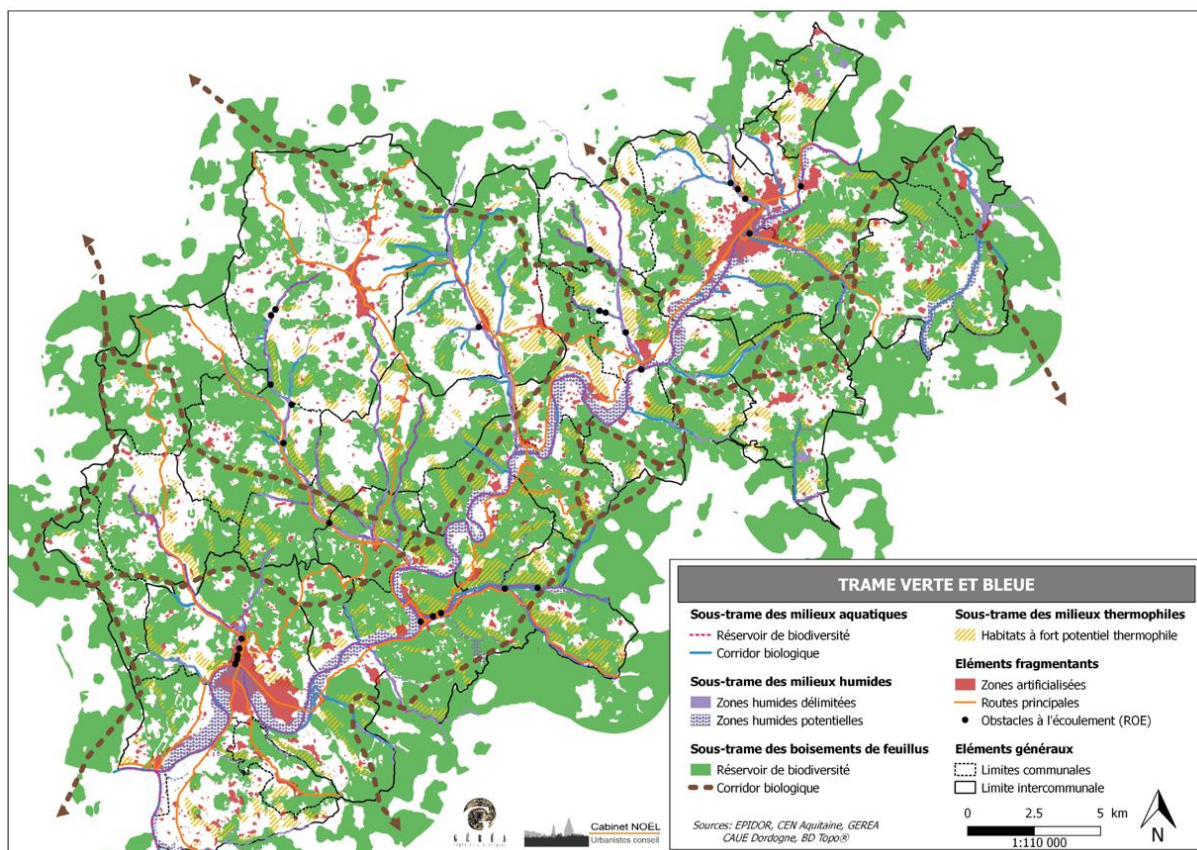 TRAME VERTE ET BLEUE
Sous-trame des milieux aquatiques
Réservoir de biodiversité
Corridor biologique
Sous-trame des milieux humides
Zones humides délimitées
Zones humides potentielles
Sous-trame des boisements de feuillus
Réservoir de biodiversité
Corridor biologique
Sous-trame des milieux thermophiles
Habitats à fort potentiel thermophile
Eléments fragmentants
Zones artificialisées
Routes principales
Obstacles à l'écoulement (ROE)
Eléments généraux
Limites communales
Limite intercommunale
0 2,5 5 km
1:110 000
N
Sources: EPIDOR, CEN Aquitaine, GEREA
CAUE Dordogne, BD Topo®
GÉRÉA
Cabinet NOËL
Urbanistes conseil